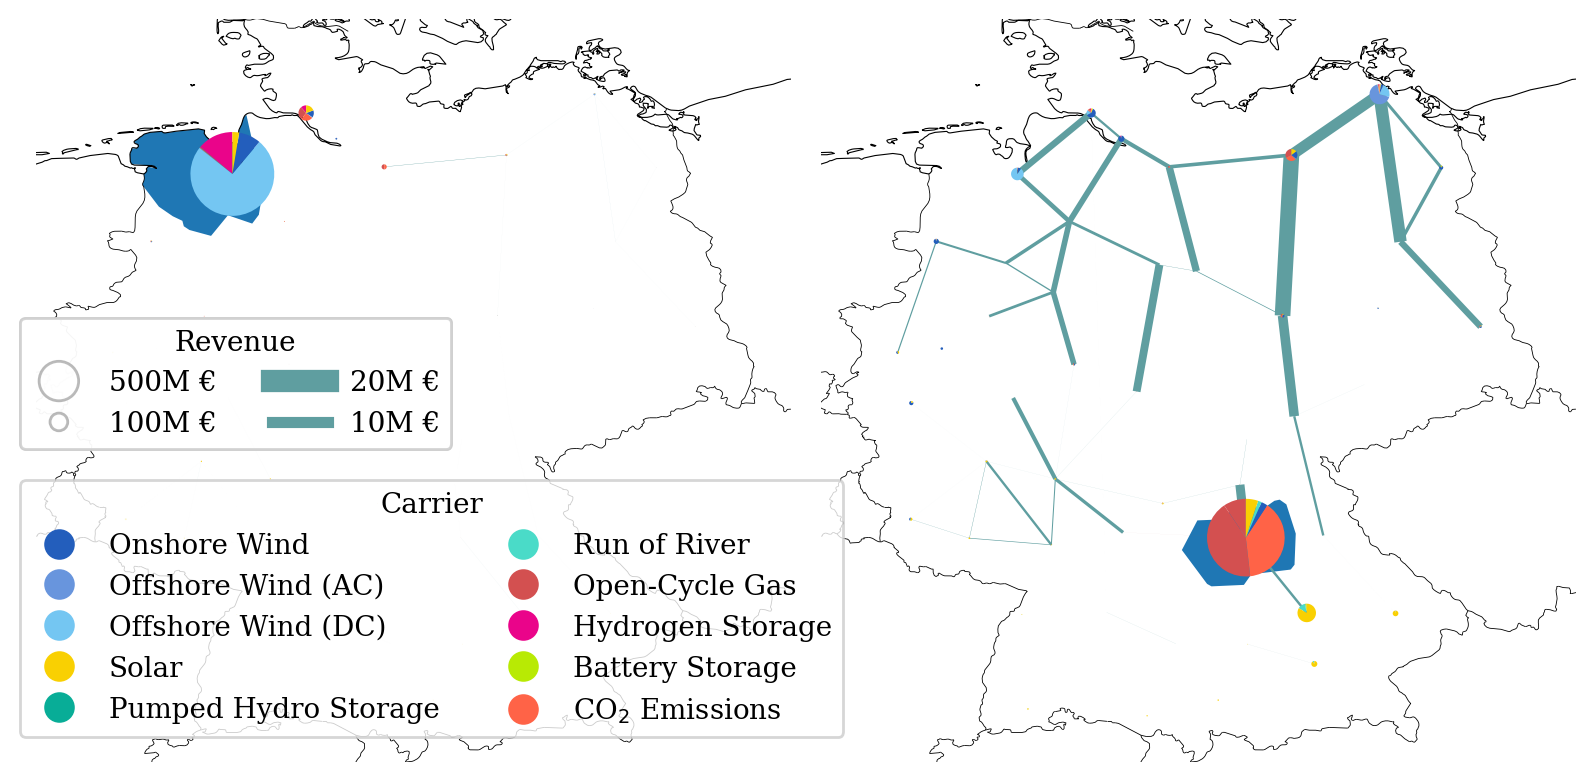 Revenue
500M € 20M €
100M € 10M €
Carrier
Onshore Wind Run of River
Offshore Wind (AC) Open-Cycle Gas
Offshore Wind (DC) Hydrogen Storage
Solar Battery Storage
Pumped Hydro Storage CO₂ Emissions